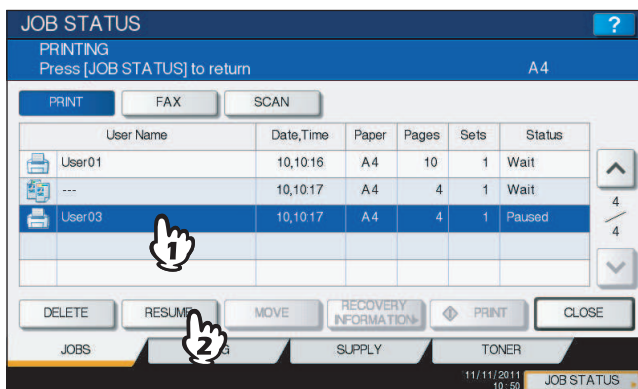 JOB STATUS
?
PRINTING
Press [JOB STATUS] to return
A4
PRINT FAX SCAN
User Name Date,Time Paper Pages Sets Status
User01 10,10:16 A4 10 1 Wait
--- 10,10:17 A4 4 1 Wait
User03 10,10:17 A4 4 1 Paused
4
4
1
DELETE RESUME MOVE RECOVERY INFORMATION PRINT CLOSE
2
JOBS G SUPPLY TONER
11/11/2011
10:50
JOB STATUS